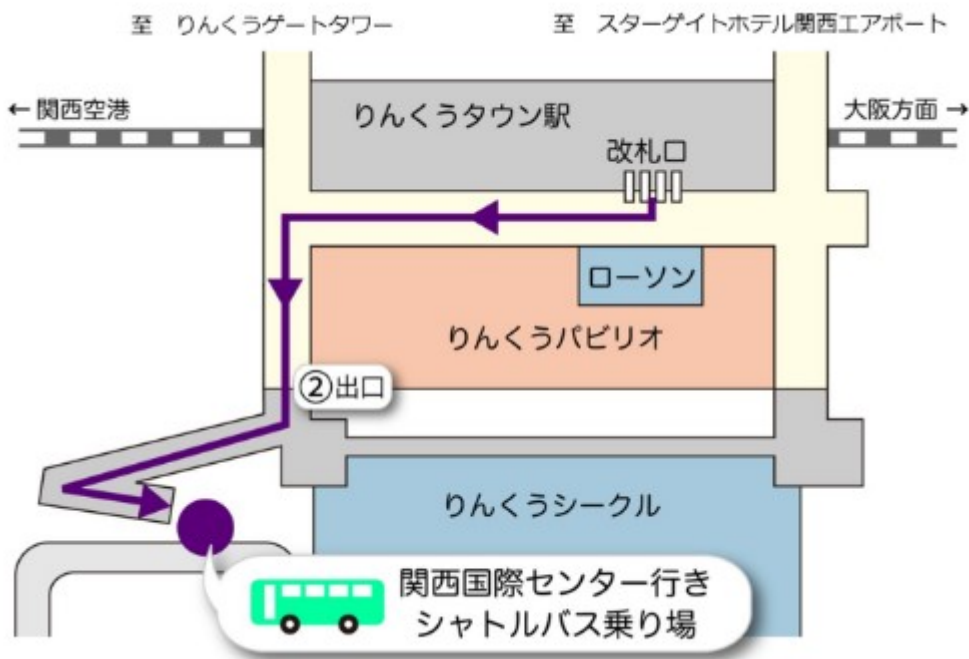 至 りんくうゲートタワー
至 スターゲイトホテル関西エアポート
←関西空港
りんくうタウン駅
大阪方面→
改札口
ローソン
りんくうパビリオ
②出口
りんくうシークル
関西国際センター行き
シャトルバス乗り場